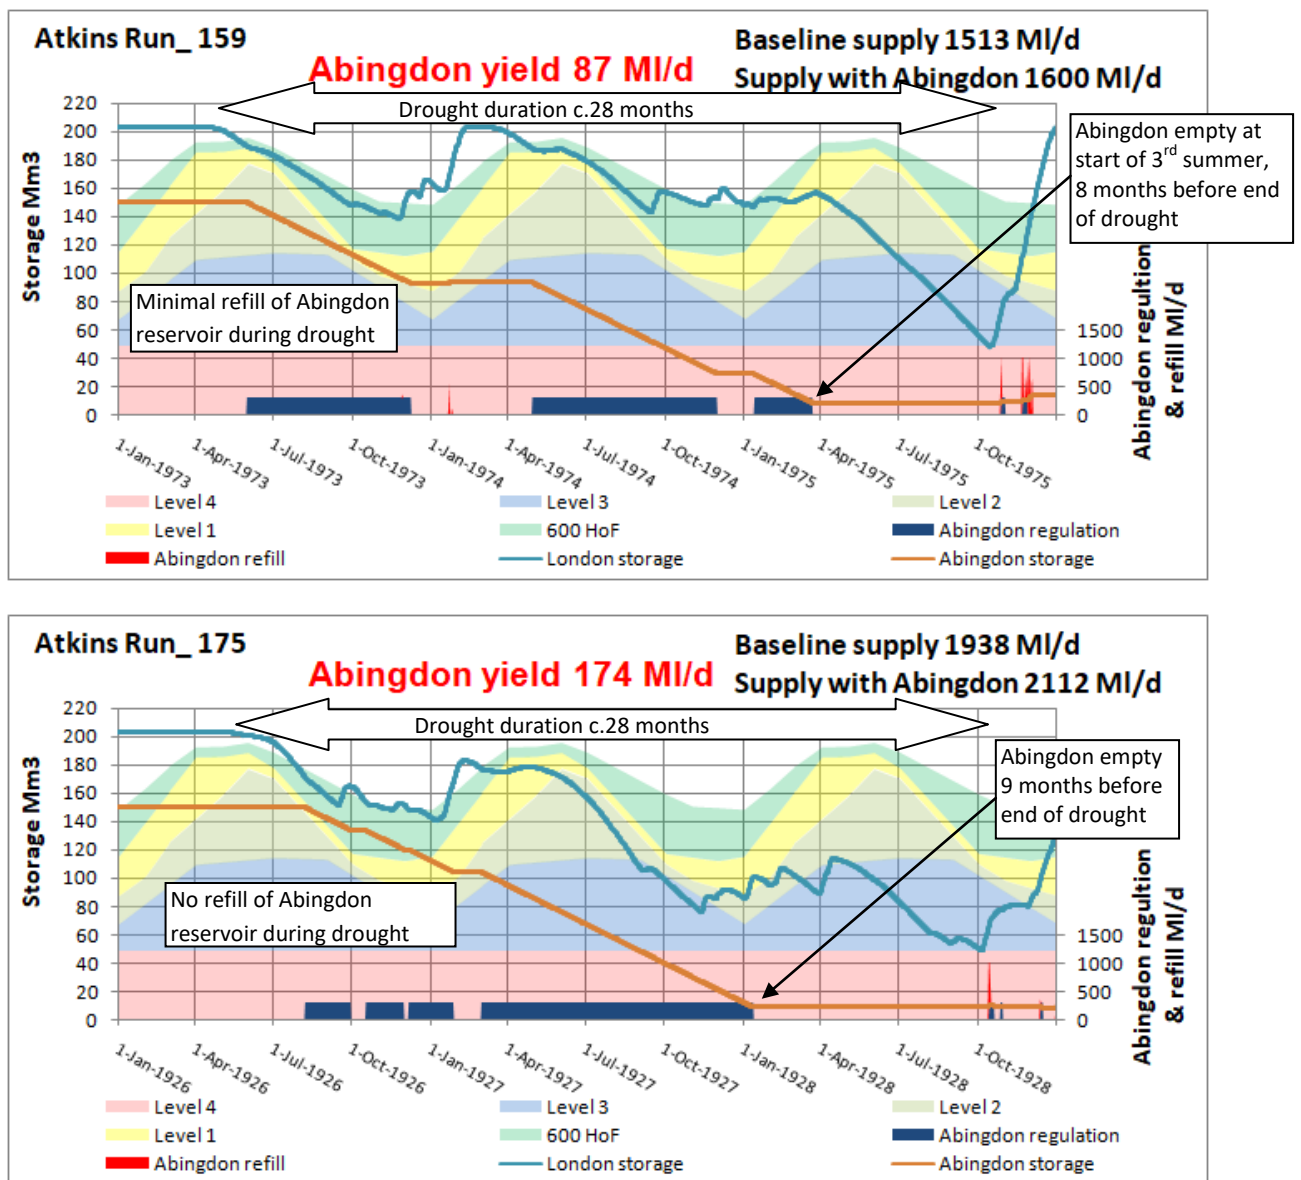 Atkins Run_ 159
Baseline supply 1513 Ml/d
Abingdon yield 87 Ml/d
Supply with Abingdon 1600 Ml/d
Drought duration c.28 months
Abingdon empty at
start of 3rd summer,
8 months before end
of drought
Minimal refill of Abingdon
reservoir during drought
Storage Mm3
220
200
180
160
140
120
100
80
60
40
20
0
1500
1000
500
0
Abingdon regultion
& refill Ml/d
1-Jan-1973
1-Apr-1973
1-Jul-1973
1-Oct-1973
1-Jan-1974
1-Apr-1974
1-Jul-1974
1-Oct-1974
1-Jan-1975
1-Apr-1975
1-Jul-1975
1-Oct-1975
Level 4
Level 3
Level 2
Level 1
600 HoF
Abingdon regulation
Abingdon refill
London storage
Abingdon storage
Atkins Run_ 175
Baseline supply 1938 Ml/d
Abingdon yield 174 Ml/d
Supply with Abingdon 2112 Ml/d
Drought duration c.28 months
Abingdon empty
9 months before
end of drought
No refill of Abingdon
reservoir during drought
Storage Mm3
220
200
180
160
140
120
100
80
60
40
20
0
1500
1000
500
0
Abingdon regultion
& refill Ml/d
1-Jan-1926
1-Apr-1926
1-Jul-1926
1-Oct-1926
1-Jan-1927
1-Apr-1927
1-Jul-1927
1-Oct-1927
1-Jan-1928
1-Apr-1928
1-Jul-1928
1-Oct-1928
Level 4
Level 3
Level 2
Level 1
600 HoF
Abingdon regulation
Abingdon refill
London storage
Abingdon storage